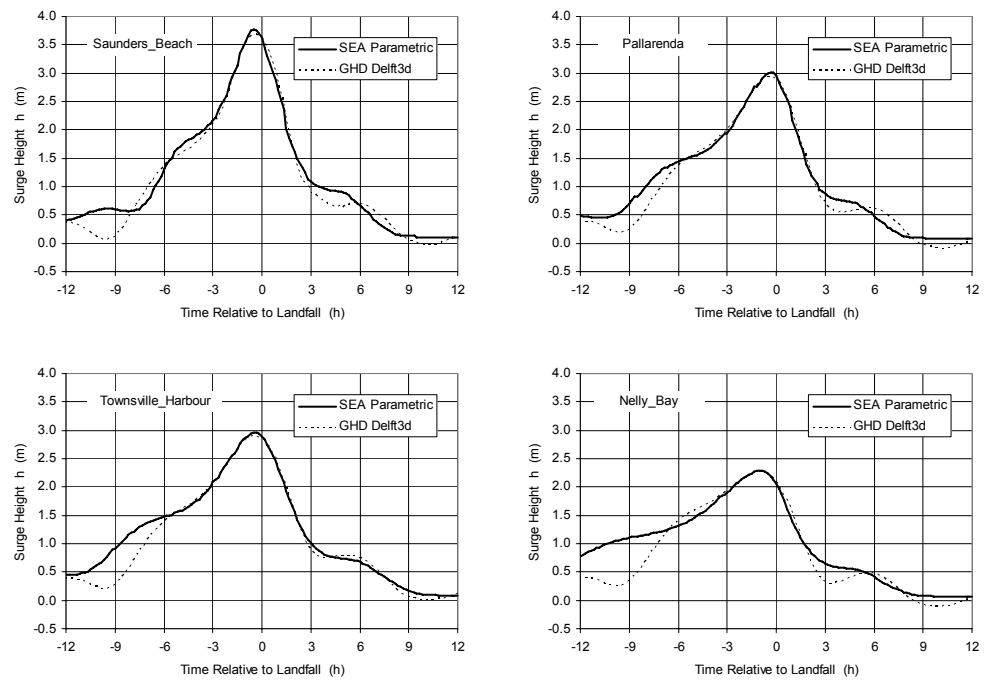 4.0
3.5
3.0
2.5
2.0
1.5
1.0
0.5
0.0
-0.5
Surge Height h (m)
Saunders_Beach
SEA Parametric
GHD Delft3d
-12 -9 -6 -3 0 3 6 9 12
Time Relative to Landfall (h)
4.0
3.5
3.0
2.5
2.0
1.5
1.0
0.5
0.0
-0.5
Surge Height h (m)
Pallarenda
SEA Parametric
GHD Delft3d
-12 -9 -6 -3 0 3 6 9 12
Time Relative to Landfall (h)
4.0
3.5
3.0
2.5
2.0
1.5
1.0
0.5
0.0
-0.5
Surge Height h (m)
Townsville_Harbour
SEA Parametric
GHD Delft3d
-12 -9 -6 -3 0 3 6 9 12
Time Relative to Landfall (h)
4.0
3.5
3.0
2.5
2.0
1.5
1.0
0.5
0.0
-0.5
Surge Height h (m)
Nelly_Bay
SEA Parametric
GHD Delft3d
-12 -9 -6 -3 0 3 6 9 12
Time Relative to Landfall (h)